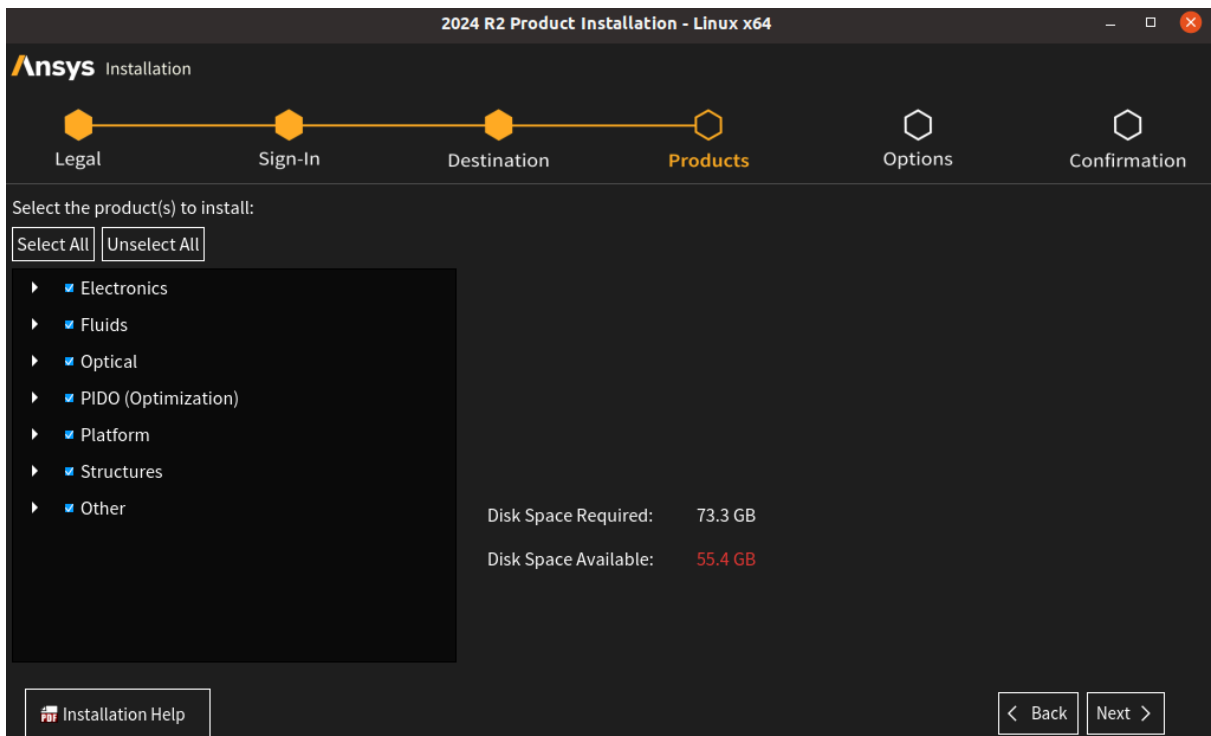 2024 R2 Product Installation - Linux x64
Ansys Installation
Legal Sign-In Destination Products Options Confirmation
Select the product(s) to install:
Select All Unselect All
Electronics
Fluids
Optical
PIDO (Optimization)
Platform
Structures
Other
Disk Space Required: 73.3 GB
Disk Space Available: 55.4 GB
PDF Installation Help
Back Next